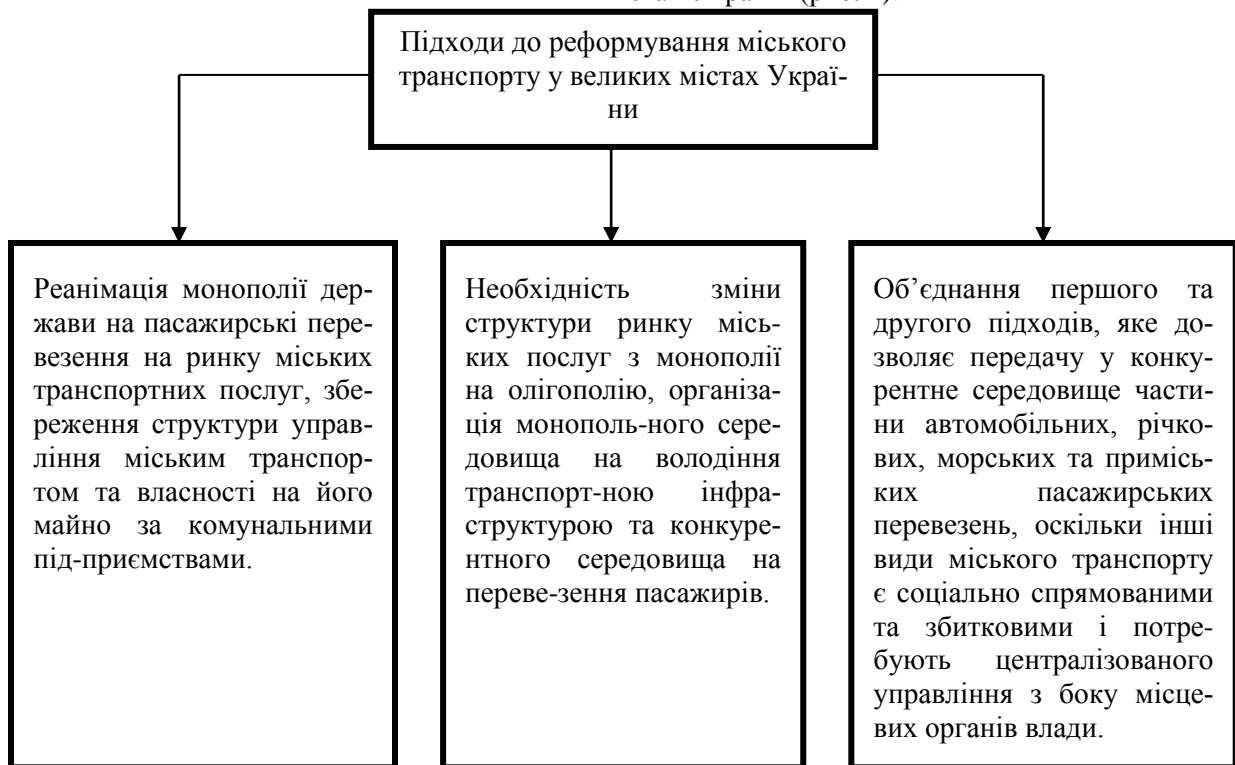 Підходи до реформування міського
транспорту у великих містах Украї-
ни
Реанімація монополії дер-
жави на пасажирські пере-
везення на ринку міських
транспортних послуг, збе-
реження структури управ-
ління міським транспор-
том та власності на його
майно за комунальними
під-приємствами.
Необхідність зміни
структури ринку місь-
ких послуг з монополії
на олігополію, організа-
ція монополь-ного сере-
довища на володіння
транспорт-ною інфра-
структурою та конкуре-
нтного середовища на
переве-зення пасажирів.
Об’єднання першого та
другого підходів, яке до-
зволяє передачу у конку-
рентне середовище части-
ни автомобільних, річко-
вих, морських та примісь-
ких пасажирських
перевезень, оскільки інші
види міського транспорту
є соціально спрямованими
та збитковими і потре-
бують централізованого
управління з боку місце-
вих органів влади.